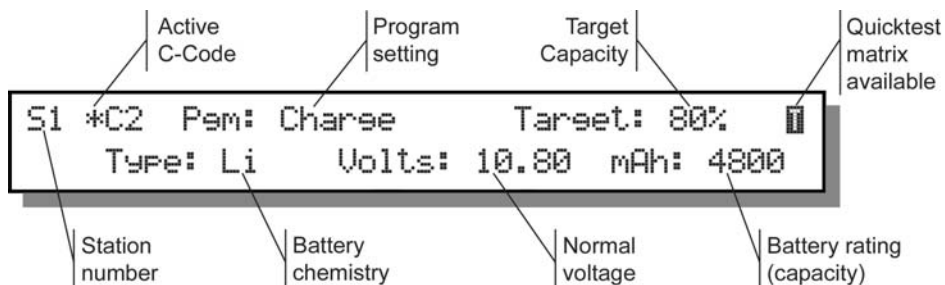 Active
C-Code
Program
setting
Target
Capacity
Quicktest
matrix
available
S1 *C2 Pgm: Charge Target: 80% T
Type: Li Volts: 10.80 mAh: 4800
Station
number
Battery
chemistry
Normal
voltage
Battery rating
(capacity)